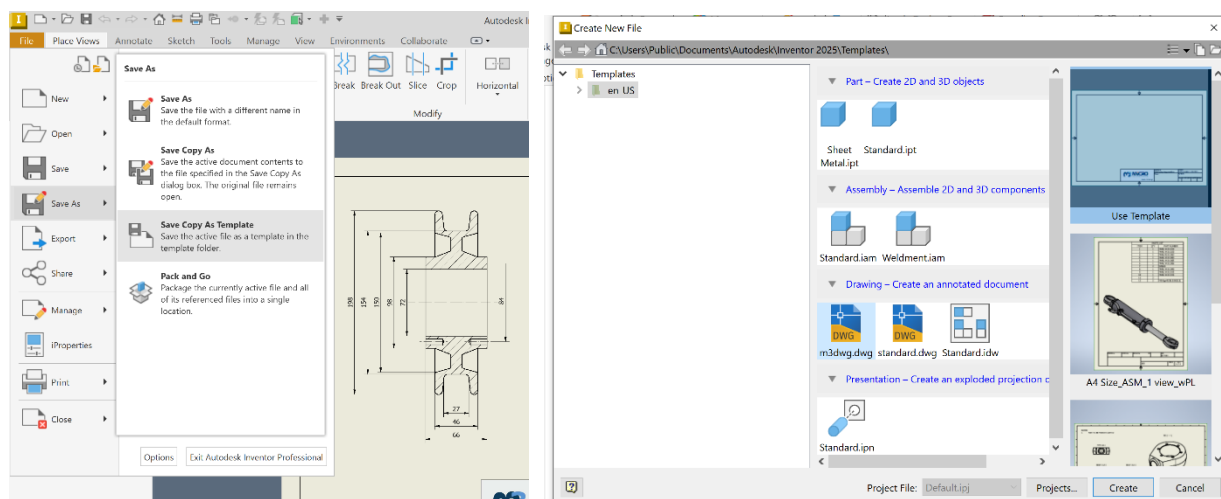 Autodesk I
File
Place Views
Annotate
Sketch
Tools
Manage
View
Environments
Collaborate
New
Open
Save
Save As
Export
Share
Manage
iProperties
Print
Close
Save As
Save As
Save the file with a different name in
the default format.
Save Copy As
Save the active document contents to
the file specified in the Save Copy As
dialog box. The original file remains
open.
Save Copy As Template
Save the active file as a template in the
template folder.
Pack and Go
Package the currently active file and all
of its referenced files into a single
location.
Options
Exit Autodesk Inventor Professional
Break
Break Out
Slice
Crop
Horizontal
Modify
198
154
150
98
72
84
27
46
66
Create New File
C:\Users\Public\Documents\Autodesk\Inventor 2025\Templates\
Templates
en US
Part – Create 2D and 3D objects
Sheet
Metal.ipt
Standard.ipt
Assembly – Assemble 2D and 3D components
Standard.iam
Weldment.iam
Drawing – Create an annotated document
DWG
DWG
m3dwg.dwg
standard.dwg
Standard.idw
Presentation – Create an exploded projection
Standard.ipn
Use Template
A4 Size_ASM_1 view_wPL
Project File:
Default.ipj
Projects...
Create
Cancel